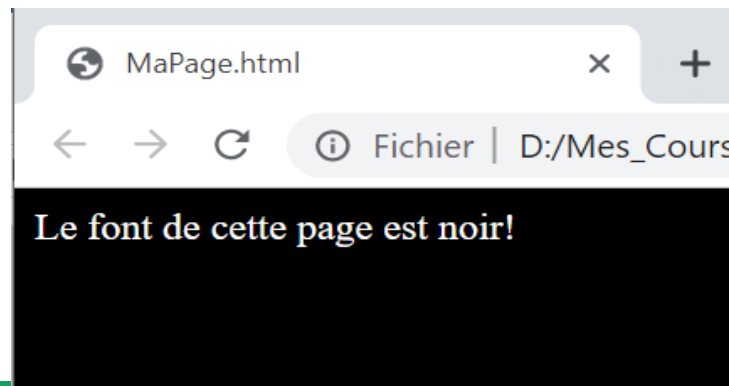 MaPage.html
Fichier | D:/Mes_Cours
Le font de cette page est noir!